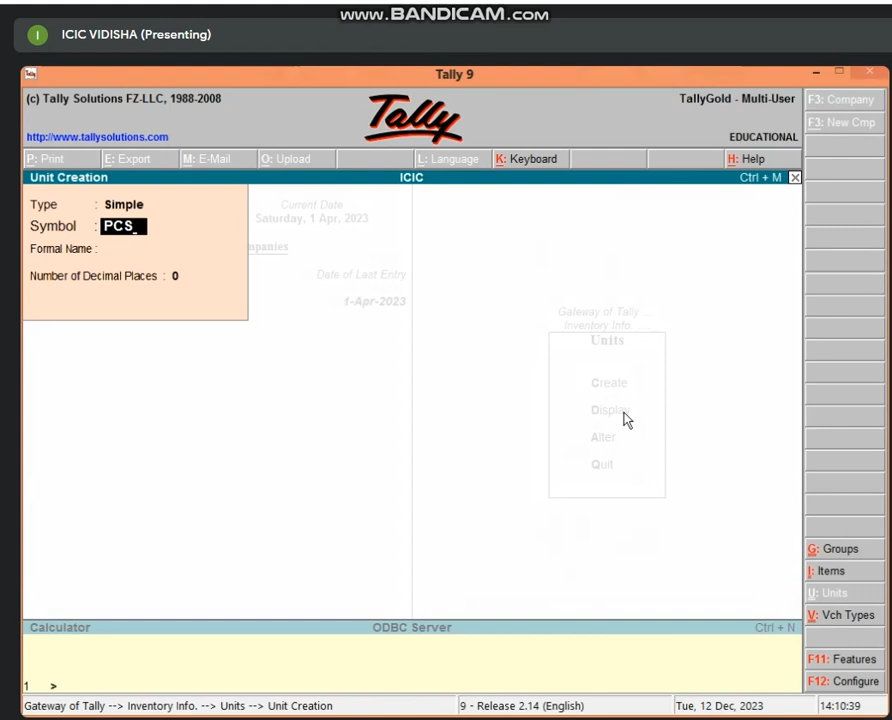 www.BANDICAM.com
I ICIC VIDISHA (Presenting)
Tally Tally 9
(c) Tally Solutions FZ-LLC, 1988-2008
Tally
TallyGold - Multi-User
http://www.tallysolutions.com
EDUCATIONAL
F3: Company
F3: New Cmp
P: Print E: Export M: E-Mail O: Upload L: Language K: Keyboard H: Help
Unit Creation ICIC Ctrl + M
Type : Simple
Symbol : PCS
Formal Name :
Number of Decimal Places : 0
Current Date
Saturday, 1 Apr, 2023
mpanies
Date of Last Entry
1-Apr-2023
Gateway of Tally ....
Inventory Info. ....
Units
Create
Display
Alter
Quit
G: Groups
I: Items
U: Units
V: Vch Types
F11: Features
F12: Configure
Calculator ODBC Server Ctrl + N
1 >
Gateway of Tally --> Inventory Info. --> Units --> Unit Creation 9 - Release 2.14 (English) Tue, 12 Dec, 2023 14:10:39